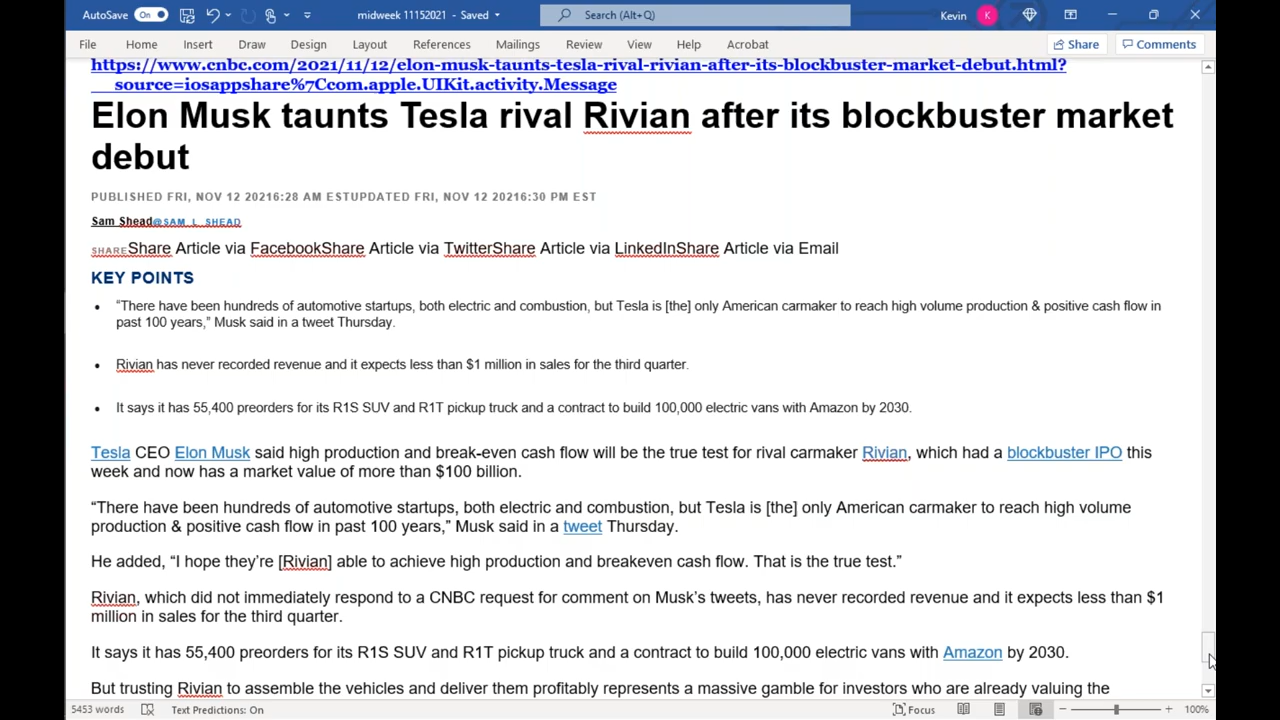 AutoSave On midweek 11152021 - Saved Search (Alt+Q) Kevin K
File Home Insert Draw Design Layout References Mailings Review View Help Acrobat Share Comments
https://www.cnbc.com/2021/11/12/elon-musk-taunts-tesla-rival-rivian-after-its-blockbuster-market-debut.html?
source=iosappshare%7Ccom.apple.UIKit.activity.Message
Elon Musk taunts Tesla rival Rivian after its blockbuster market
debut
PUBLISHED FRI, NOV 12 20216:28 AM ESTUPDATED FRI, NOV 12 20216:30 PM EST
Sam Shead@SAM_L_SHEAD
SHAREShare Article via FacebookShare Article via TwitterShare Article via LinkedInShare Article via Email
KEY POINTS
• “There have been hundreds of automotive startups, both electric and combustion, but Tesla is [the] only American carmaker to reach high volume production & positive cash flow in
past 100 years,” Musk said in a tweet Thursday.
• Rivian has never recorded revenue and it expects less than $1 million in sales for the third quarter.
• It says it has 55,400 preorders for its R1S SUV and R1T pickup truck and a contract to build 100,000 electric vans with Amazon by 2030.
Tesla CEO Elon Musk said high production and break-even cash flow will be the true test for rival carmaker Rivian, which had a blockbuster IPO this
week and now has a market value of more than $100 billion.
“There have been hundreds of automotive startups, both electric and combustion, but Tesla is [the] only American carmaker to reach high volume
production & positive cash flow in past 100 years,” Musk said in a tweet Thursday.
He added, “I hope they’re [Rivian] able to achieve high production and breakeven cash flow. That is the true test.”
Rivian, which did not immediately respond to a CNBC request for comment on Musk’s tweets, has never recorded revenue and it expects less than $1
million in sales for the third quarter.
It says it has 55,400 preorders for its R1S SUV and R1T pickup truck and a contract to build 100,000 electric vans with Amazon by 2030.
But trusting Rivian to assemble the vehicles and deliver them profitably represents a massive gamble for investors who are already valuing the
5453 words Text Predictions: On Focus 100%